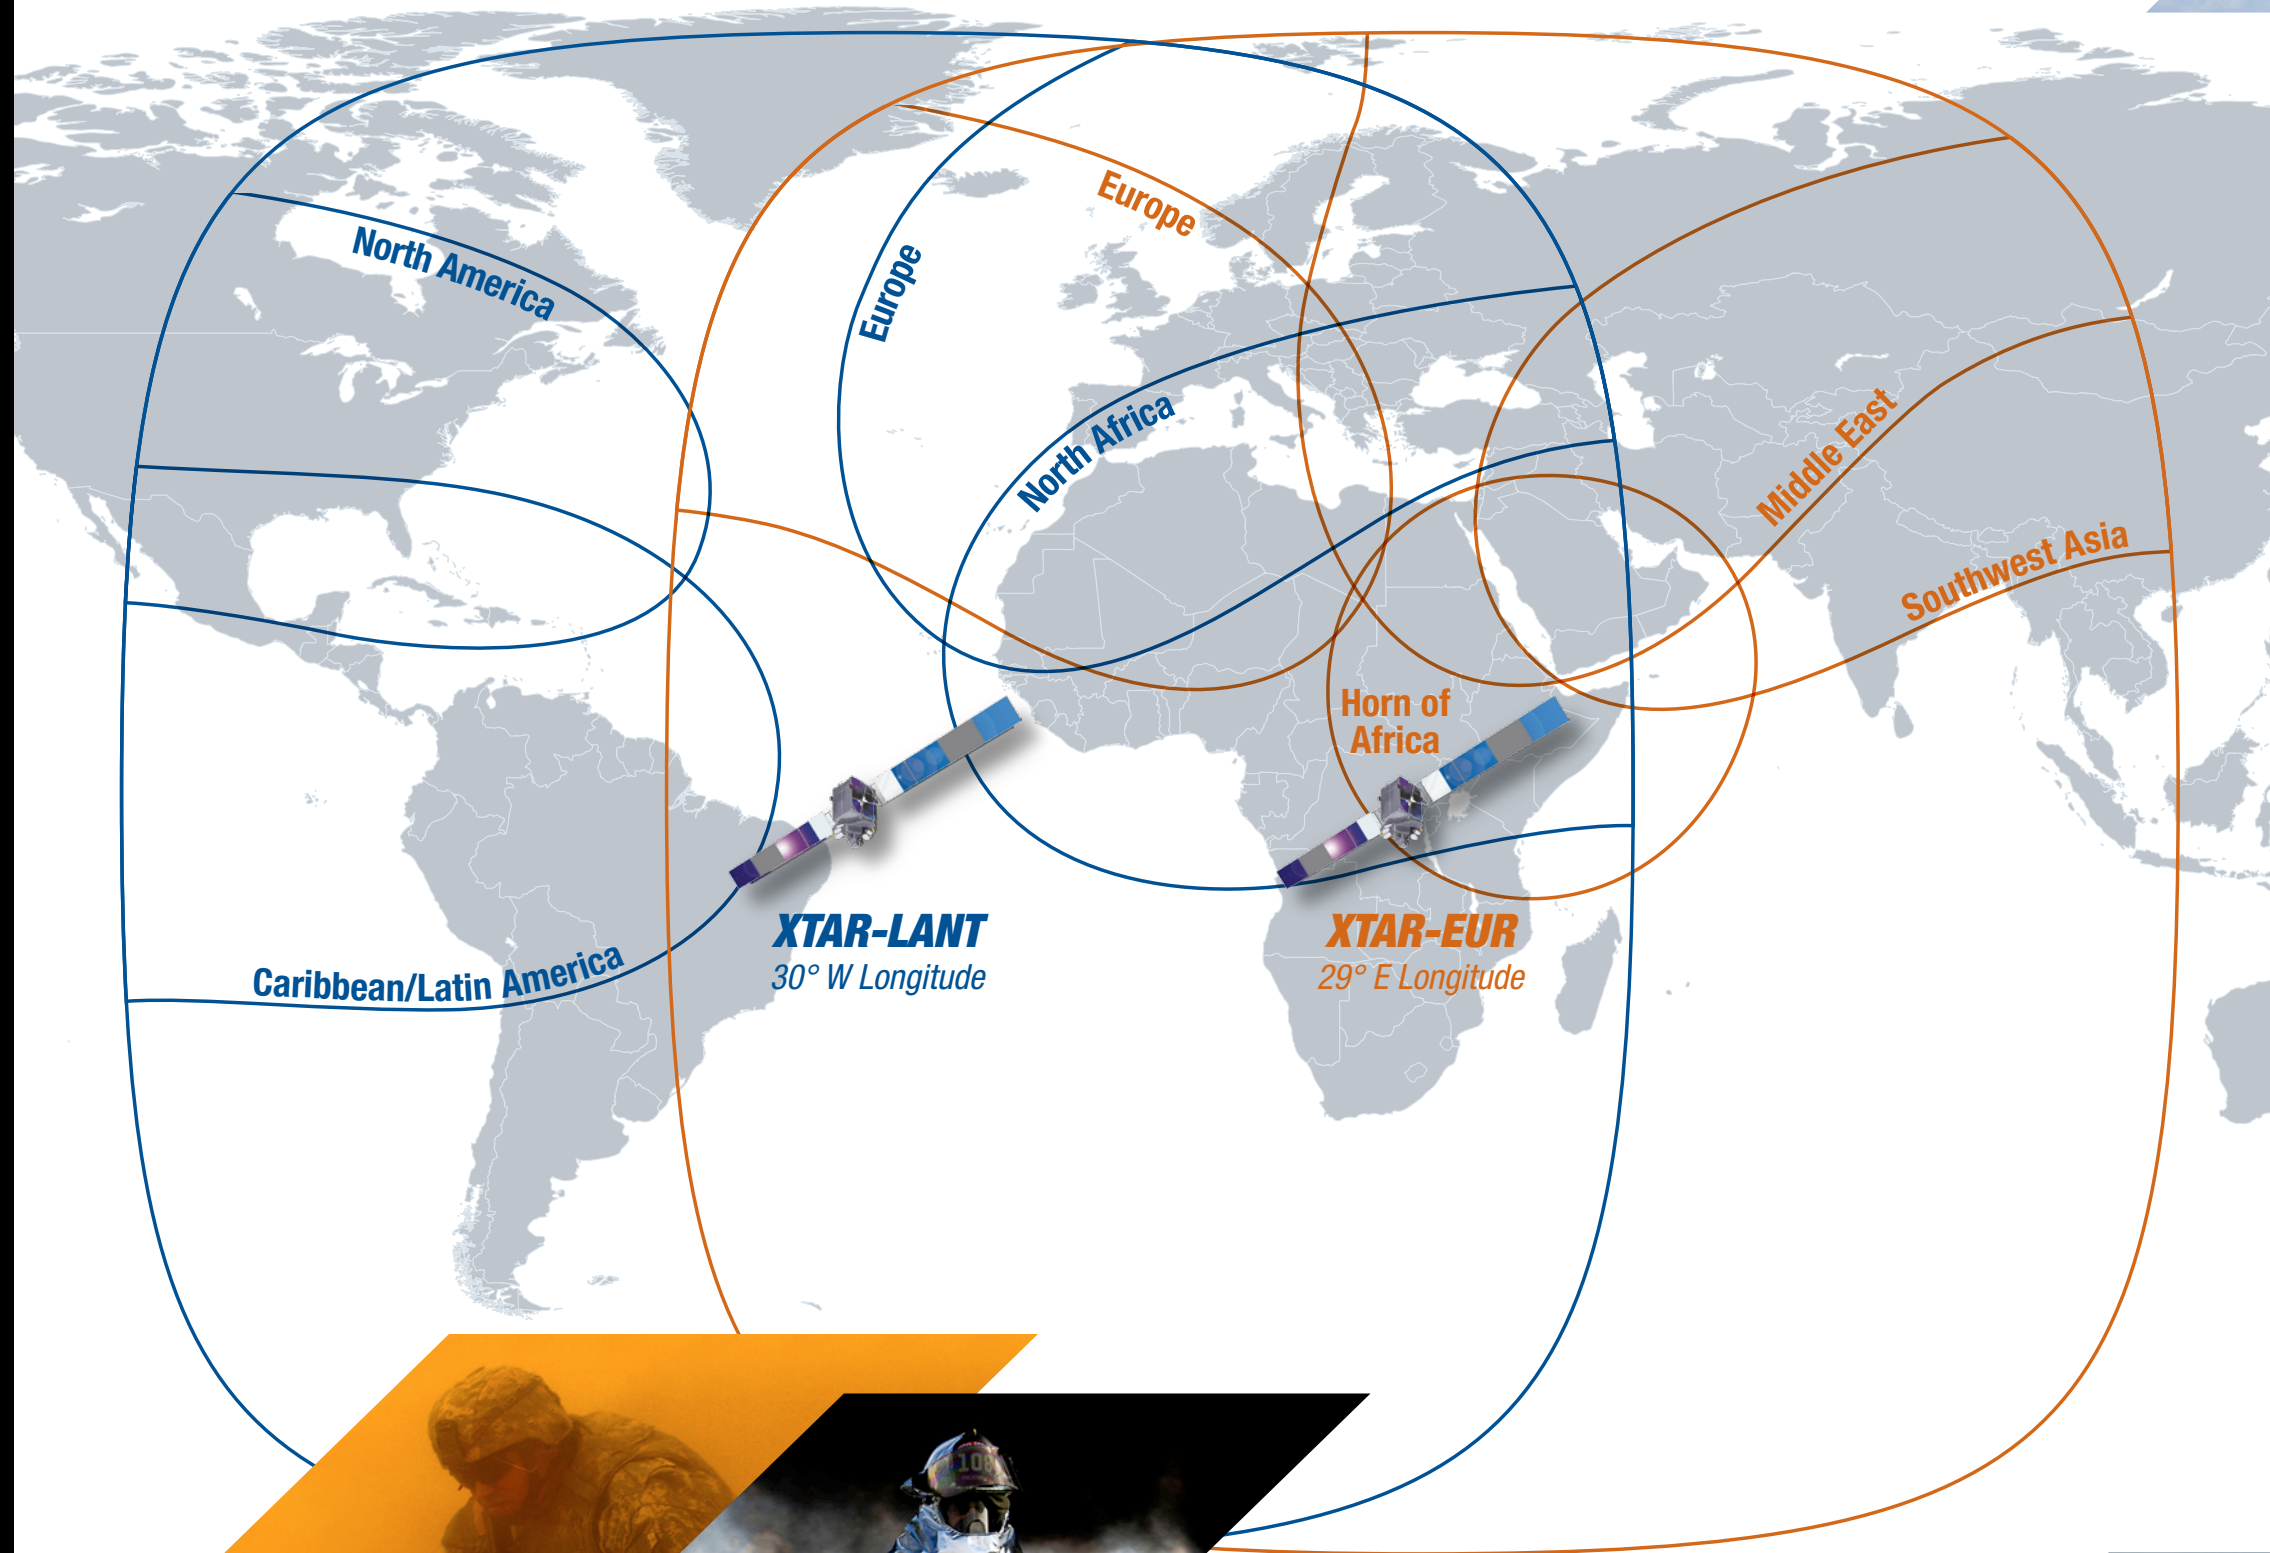 Europe
North America
Europe
North Africa
Middle East
Southwest Asia
Horn of
Africa
XTAR-LANT
30° W Longitude
XTAR-EUR
29° E Longitude
Caribbean/Latin America
108